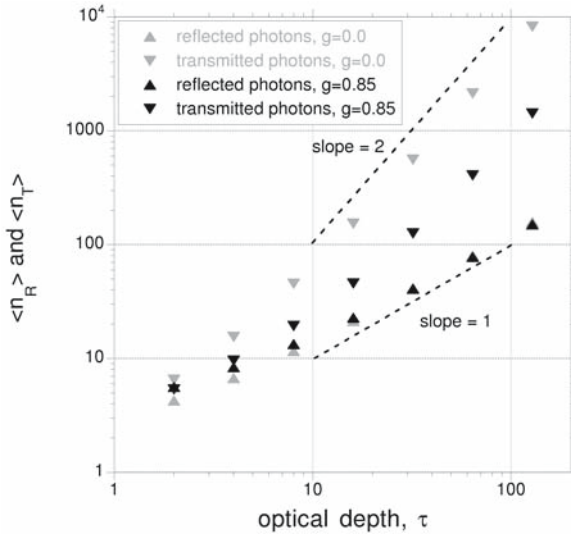 10⁴
1000
100
10
1
<n_R> and <n_T>
reflected photons, g=0.0
transmitted photons, g=0.0
reflected photons, g=0.85
transmitted photons, g=0.85
slope = 2
slope = 1
1 10 100
optical depth, τ